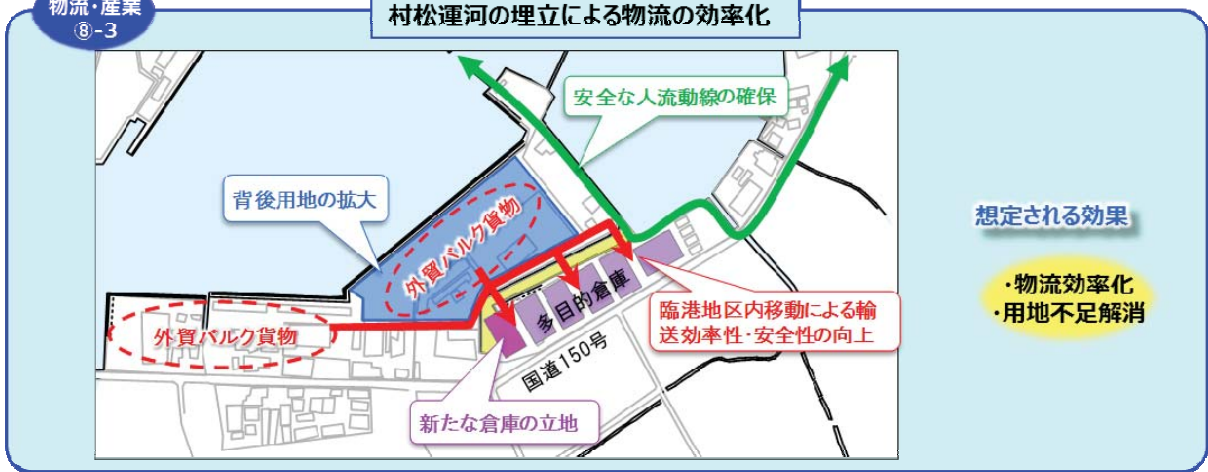 物流・産業
⑧-3
村松運河の埋立による物流の効率化
安全な人流動線の確保
背後用地の拡大
外貿バルク貨物
外貿バルク貨物
多目的倉庫
臨港地区内移動による輸
送効率性・安全性の向上
国道150号
新たな倉庫の立地
想定される効果
・物流効率化
・用地不足解消